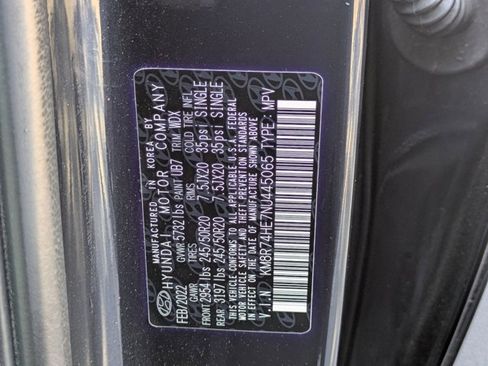 MANUFACTURED IN KOREA BY
HYUNDAI MOTOR COMPANY
FEB/2022 GVWR 5732 lbs PAINT UB7 TRIM WDX
GAWR TIRES RIMS COLD TIRE INFL
FRONT 2954 lbs 245/50R20 7.5JX20 35psi SINGLE
REAR 3197 lbs 245/50R20 7.5JX20 35psi SINGLE
THIS VEHICLE CONFORMS TO ALL APPLICABLE U.S.A. FEDERAL
MOTOR VEHICLE SAFETY AND THEFT PREVENTION STANDARDS
IN EFFECT ON THE DATE OF MANUFACTURE SHOWN ABOVE
V.I.N: KM8R74HE7NU445065 TYPE: MPV